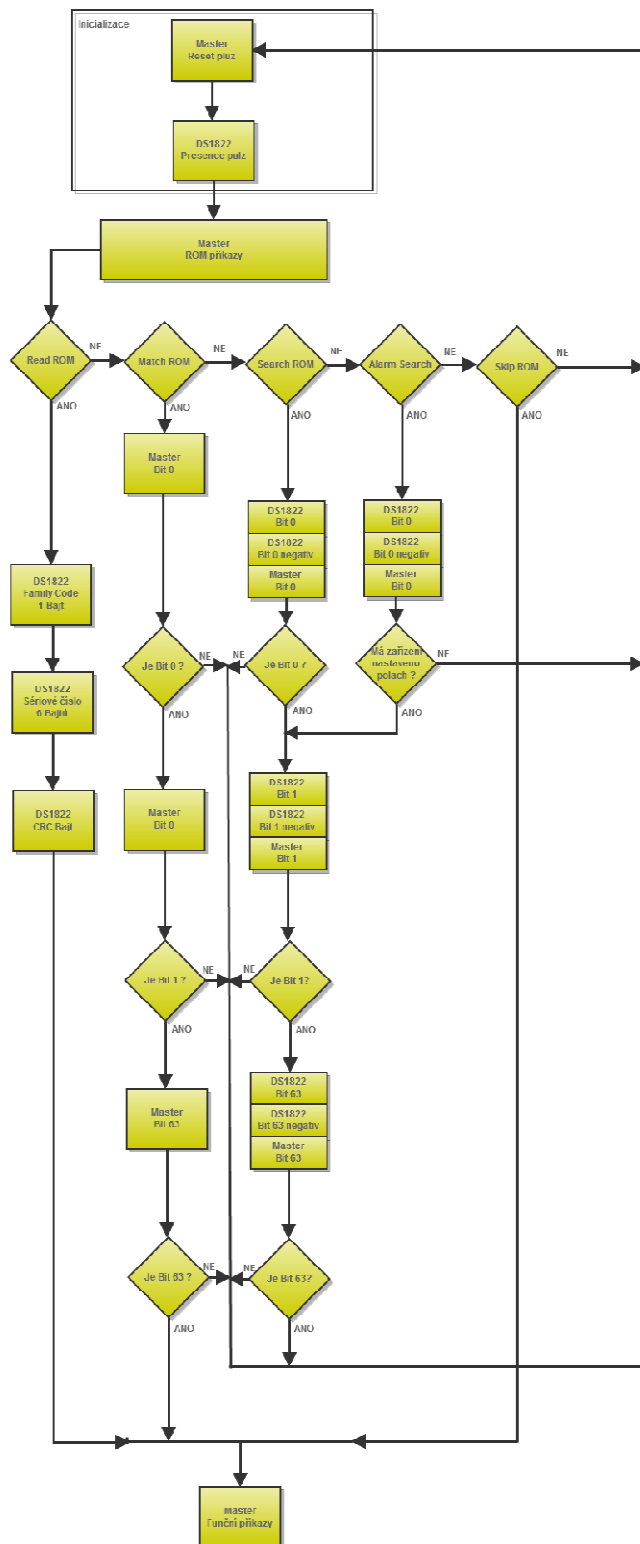 Inicializace
Master
Reset pluz
DS1822
Presence pulz
Master
ROM příkazy
Read ROM
NE
Match ROM
NE
Search ROM
NE
Alarm Search
NE
Skip ROM
NE
ANO
ANO
ANO
ANO
ANO
Master
Bit 0
DS1822
Bit 0
DS1822
Bit 0 negativ
Master
Bit 0
DS1822
Bit 0
DS1822
Bit 0 negativ
Master
Bit 0
DS1822
Family Code
1 Bajt
Je Bit 0 ?
NE
NE
Je Bit 0 ?
Má zařízení
nastaveno
polach ?
NE
ANO
ANO
ANO
DS1822
Sériové číslo
6 Bajtů
DS1822
CRC Bajt
Master
Bit 0
DS1822
Bit 1
DS1822
Bit 1 negativ
Master
Bit 1
Je Bit 1 ?
NE
NE
Je Bit 1?
ANO
ANO
Master
Bit 63
DS1822
Bit 63
DS1822
Bit 63 negativ
Master
Bit 63
Je Bit 63 ?
NE
NE
Je Bit 63?
ANO
ANO
Master
Funční příkazy